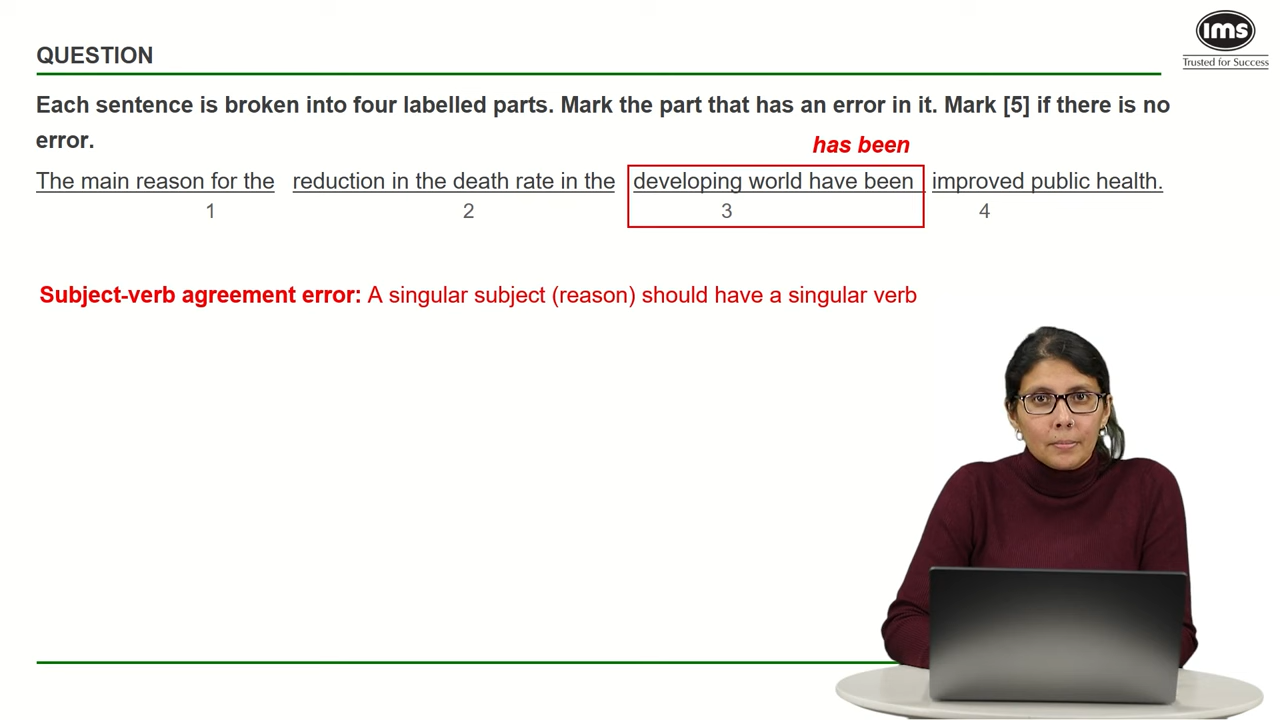 ims
Trusted for Success
QUESTION
Each sentence is broken into four labelled parts. Mark the part that has an error in it. Mark [5] if there is no
error.
has been
The main reason for the reduction in the death rate in the developing world have been improved public health.
1 2 3 4
Subject-verb agreement error: A singular subject (reason) should have a singular verb